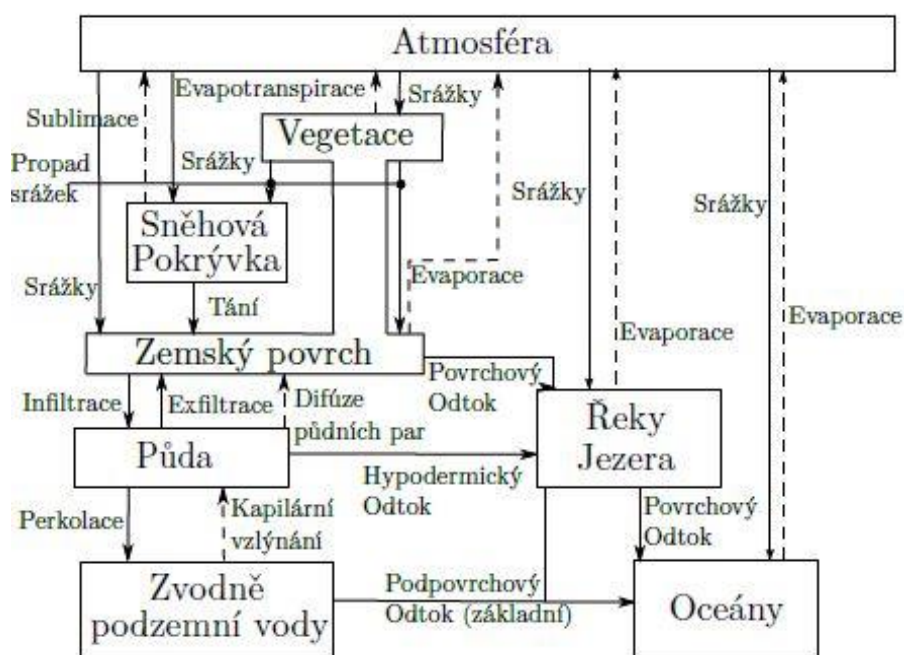 Atmosféra
Evapotranspirace
Srážky
Sublimace
Vegetace
Propad
srážek
Srážky
Srážky
Srážky
Sněhová
Pokrývka
Evaporace
Srážky
Tání
Evaporace
Evaporace
Zemský povrch
Povrchový
Odtok
Infiltrace
Exfiltrace
Difúze
půdních par
Řeky
Jezera
Půda
Hypodermický
Odtok
Perkolace
Kapilární
vzlýnání
Povrchový
Odtok
Zvodně
podzemní vody
Podpovrchový
Odtok (základní)
Oceány